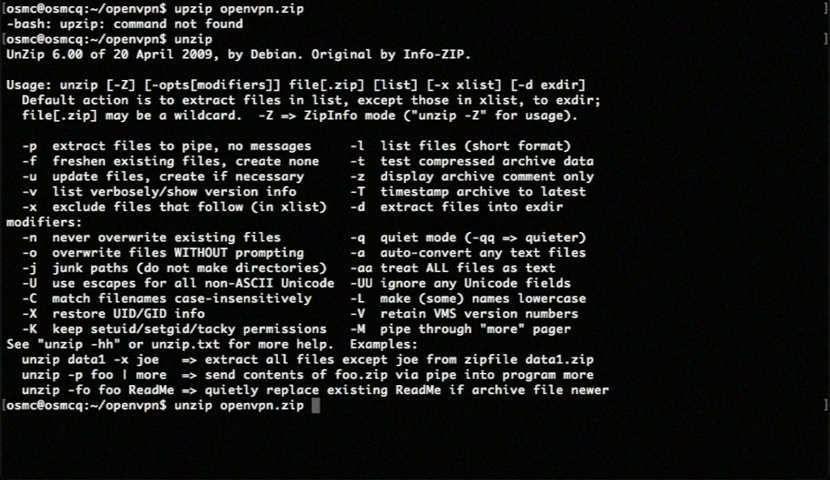 [osmc@osmcq:~/openvpn$ upzip openvpn.zip ]
-bash: upzip: command not found
[osmc@osmcq:~/openvpn$ unzip ]
UnZip 6.00 of 20 April 2009, by Debian. Original by Info-ZIP.
Usage: unzip [-Z] [-opts[modifiers]] file[.zip] [list] [-x xlist] [-d exdir]
Default action is to extract files in list, except those in xlist, to exdir;
file[.zip] may be a wildcard.  -Z => ZipInfo mode ("unzip -Z" for usage).
-p  extract files to pipe, no messages     -l  list files (short format)
-f  freshen existing files, create none    -t  test compressed archive data
-u  update files, create if necessary      -z  display archive comment only
-v  list verbosely/show version info       -T  timestamp archive to latest
-x  exclude files that follow (in xlist)   -d  extract files into exdir
modifiers:
-n  never overwrite existing files         -q  quiet mode (-qq => quieter)
-o  overwrite files WITHOUT prompting      -a  auto-convert any text files
-j  junk paths (do not make directories)   -aa treat ALL files as text
-U  use escapes for all non-ASCII Unicode  -UU ignore any Unicode fields
-C  match filenames case-insensitively     -L  make (some) names lowercase
-X  restore UID/GID info                   -V  retain VMS version numbers
-K  keep setuid/setgid/tacky permissions   -M  pipe through "more" pager
See "unzip -hh" or unzip.txt for more help.  Examples:
unzip data1 -x joe   => extract all files except joe from zipfile data1.zip
unzip -p foo | more  => send contents of foo.zip via pipe into program more
unzip -fo foo ReadMe => quietly replace existing ReadMe if archive file newer
[osmc@osmcq:~/openvpn$ unzip openvpn.zip ]